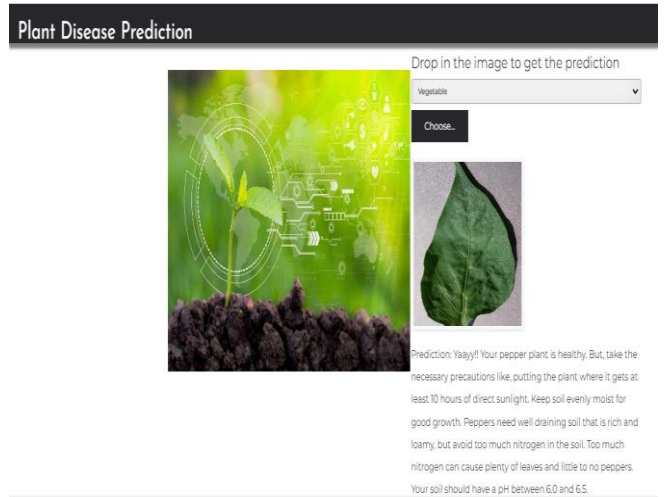 Plant Disease Prediction
Drop in the image to get the prediction
Vegetable
Choose...
Prediction: Yaayy!! Your pepper plant is healthy. But, take the
necessary precautions like, putting the plant where it gets at
least 10 hours of direct sunlight. Keep soil evenly moist for
good growth. Peppers need well draining soil that is rich and
loamy, but avoid too much nitrogen in the soil. Too much
nitrogen can cause plenty of leaves and little to no peppers.
Your soil should have a pH between 6.0 and 6.5.